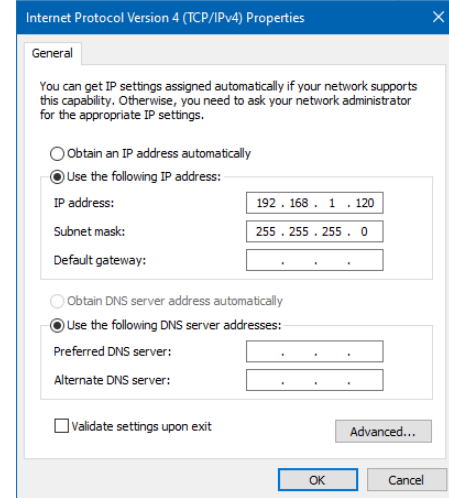 Internet Protocol Version 4 (TCP/IPv4) Properties
General
You can get IP settings assigned automatically if your network supports
this capability. Otherwise, you need to ask your network administrator
for the appropriate IP settings.
Obtain an IP address automatically
Use the following IP address:
IP address: 192 . 168 . 1 . 120
Subnet mask: 255 . 255 . 255 . 0
Default gateway: . . .
Obtain DNS server address automatically
Use the following DNS server addresses:
Preferred DNS server: . . .
Alternate DNS server: . . .
Validate settings upon exit
Advanced...
OK Cancel